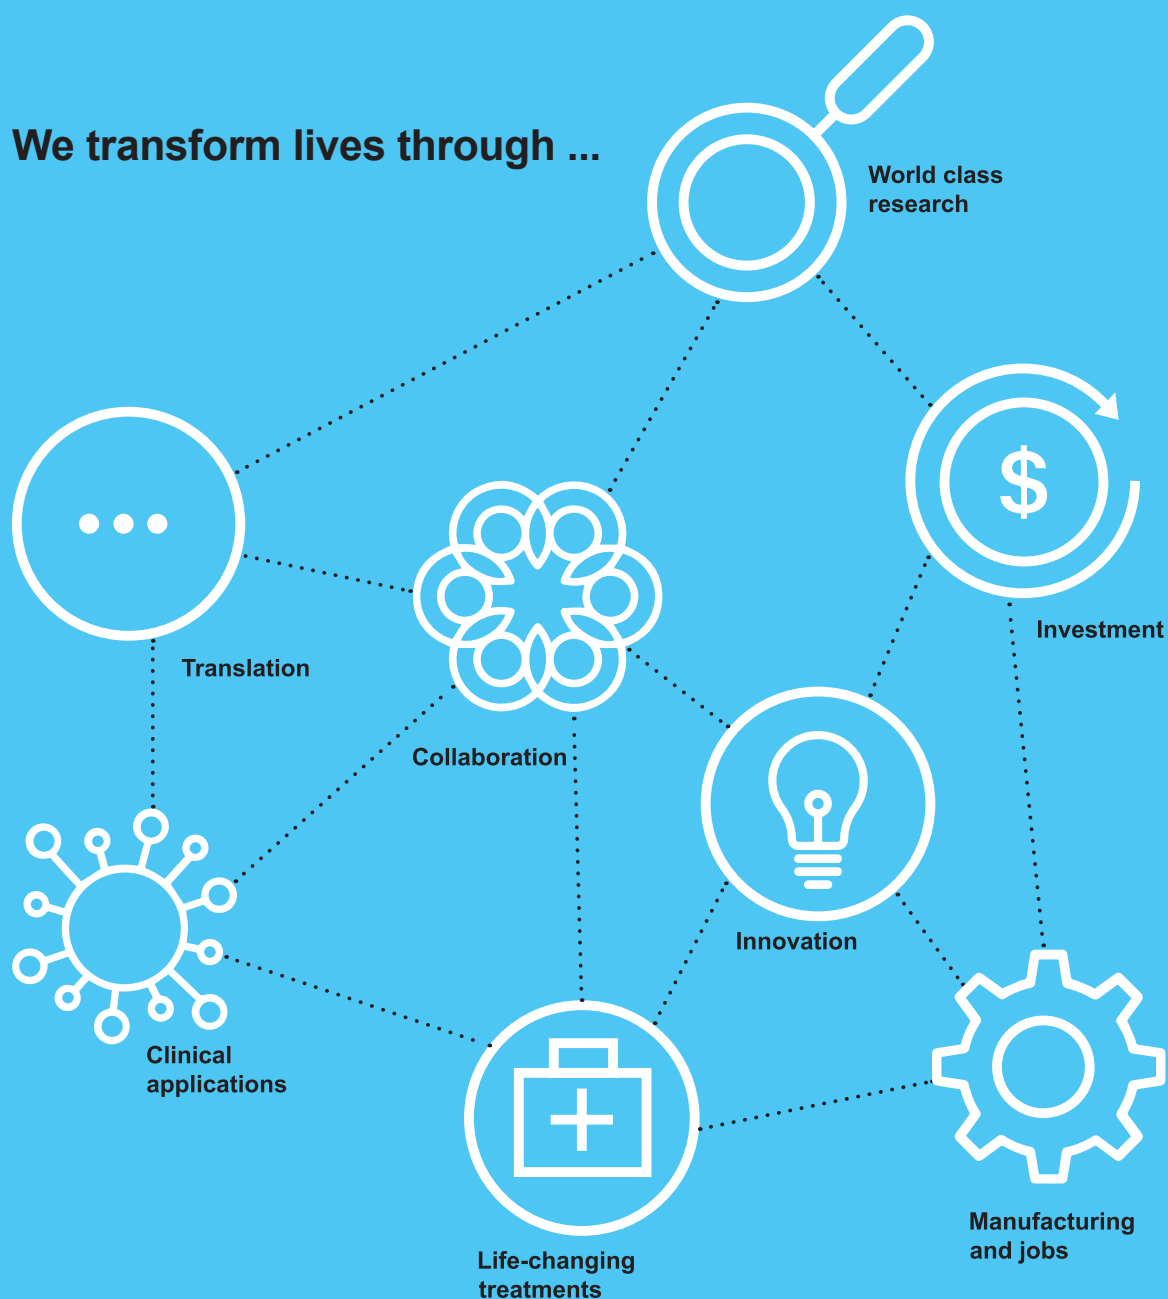 We transform lives through ...
World class
research
$
Investment
Translation
Collaboration
Innovation
Clinical
applications
Manufacturing
and jobs
Life-changing
treatments